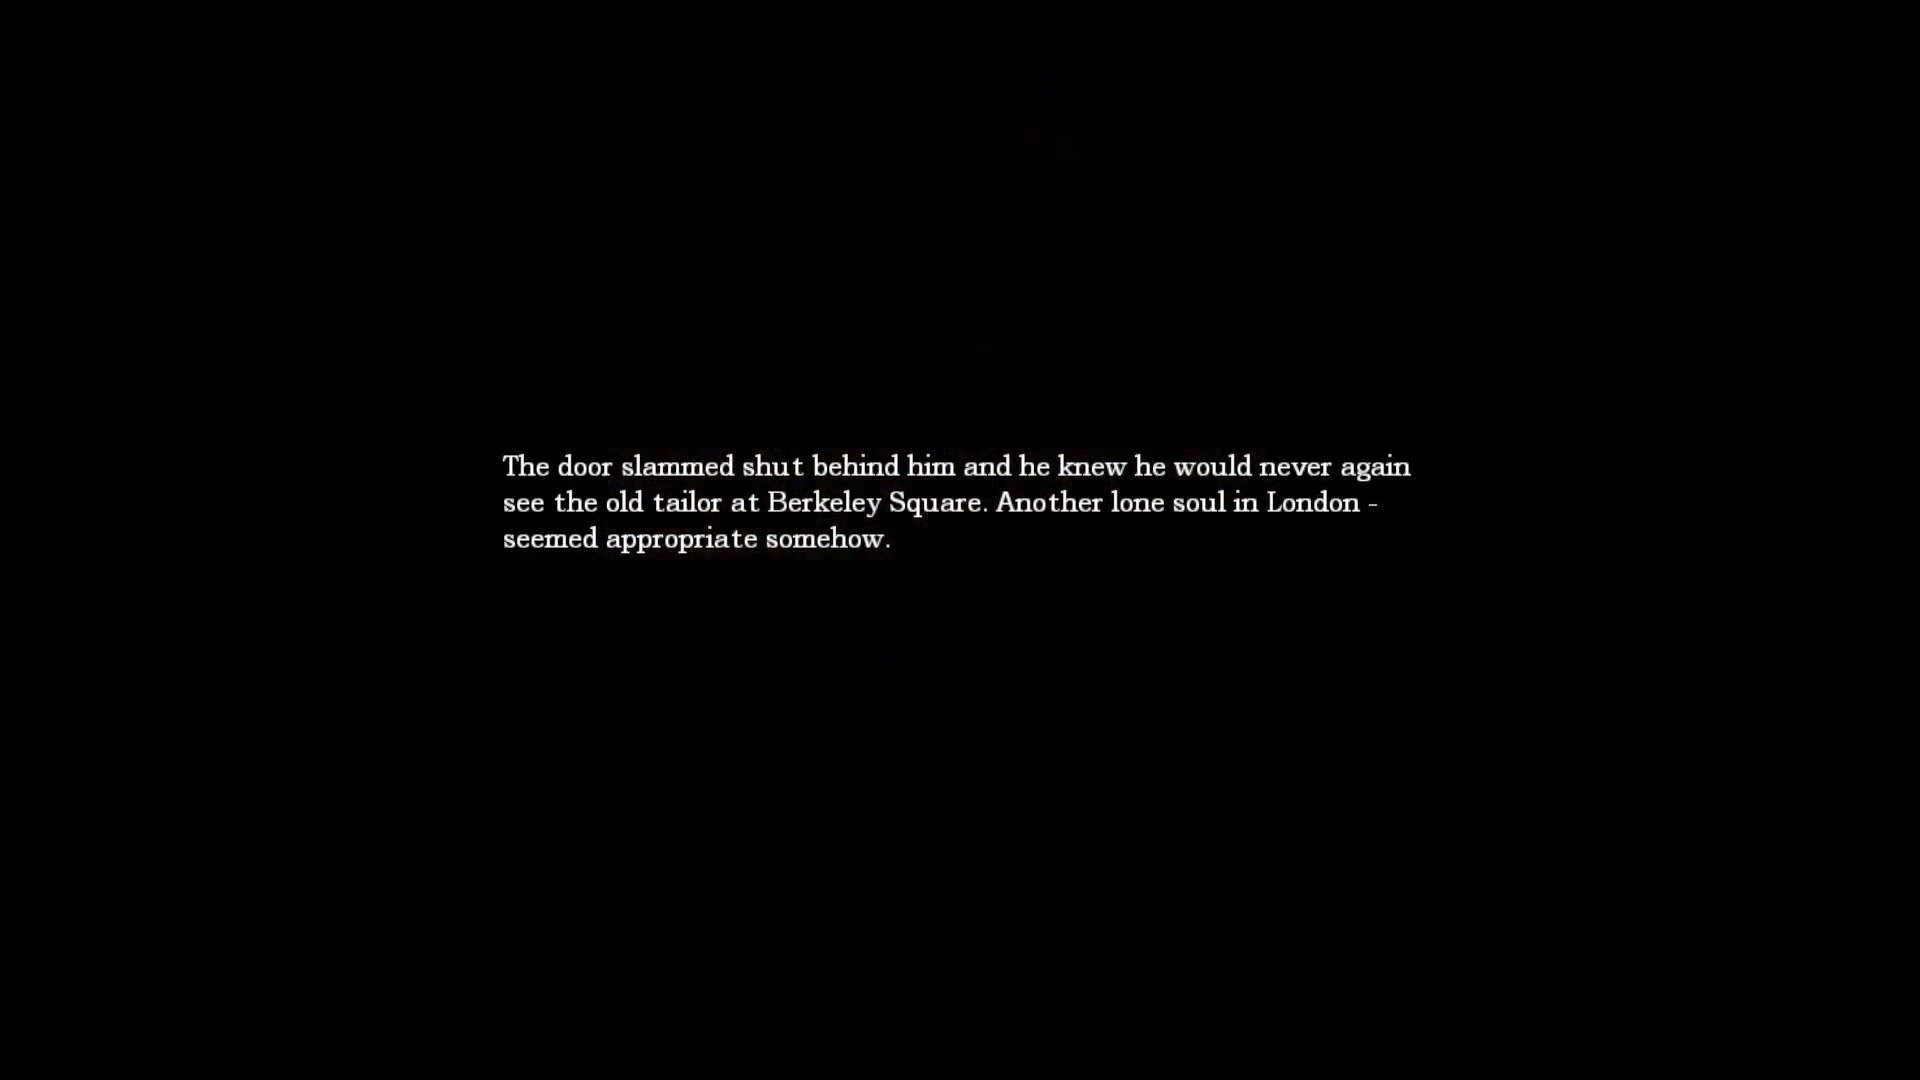 The door slammed shut behind him and he knew he would never again
see the old tailor at Berkeley Square. Another lone soul in London -
seemed appropriate somehow.